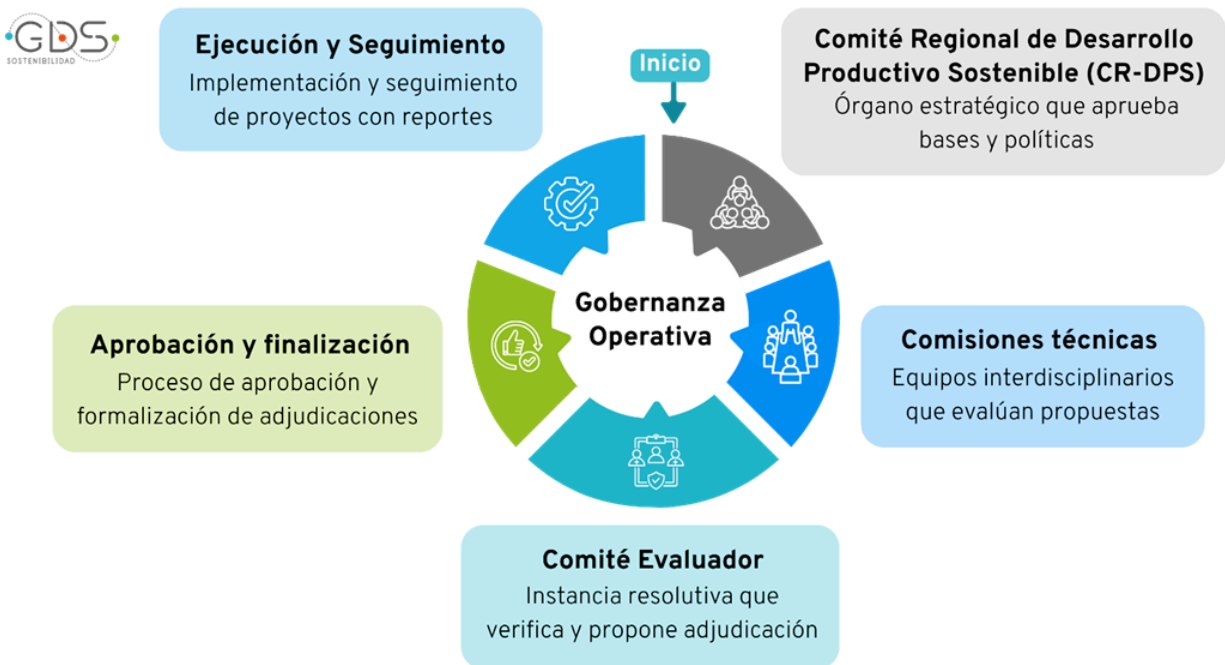 GDS
SOSTENIBILIDAD
Inicio
Comité Regional de Desarrollo
Productivo Sostenible (CR-DPS)
Órgano estratégico que aprueba
bases y políticas
Comisiones técnicas
Equipos interdisciplinarios
que evalúan propuestas
Comité Evaluador
Instancia resolutiva que
verifica y propone adjudicación
Aprobación y finalización
Proceso de aprobación y
formalización de adjudicaciones
Ejecución y Seguimiento
Implementación y seguimiento
de proyectos con reportes
Gobernanza
Operativa